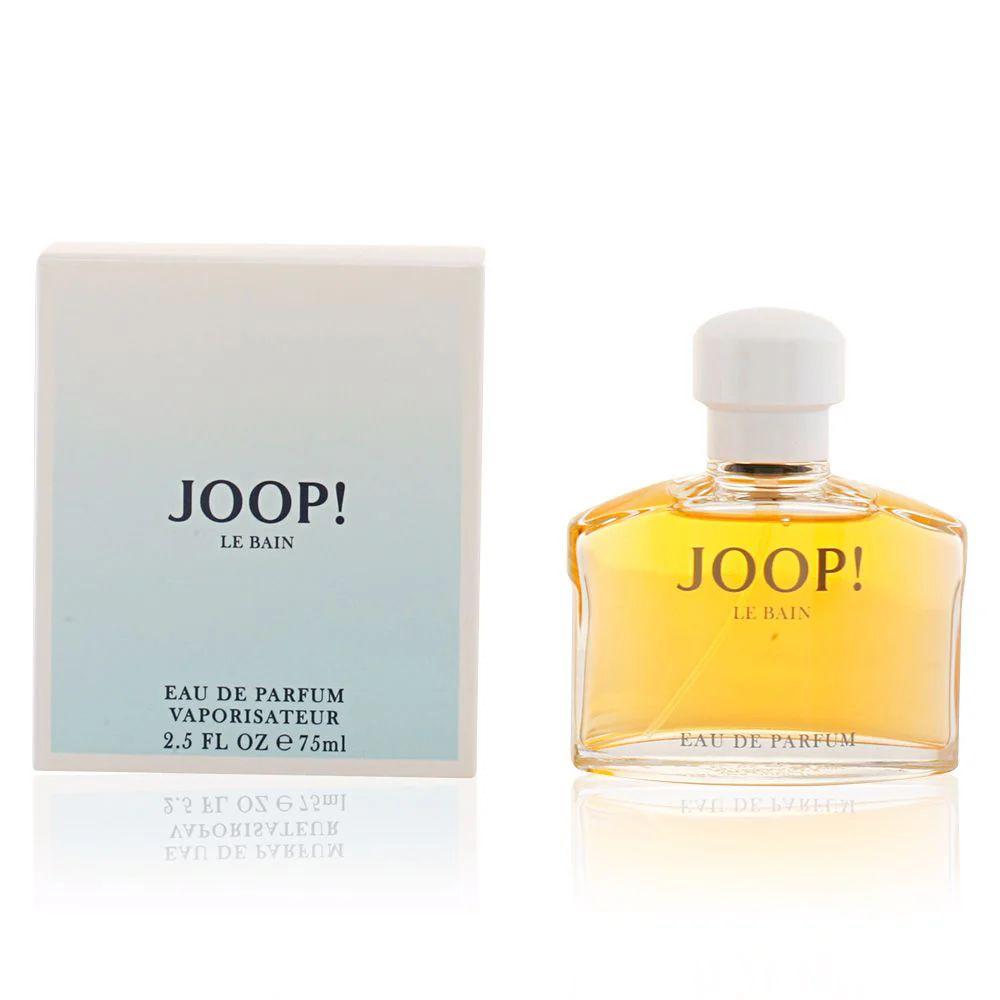 JOOP!
LE BAIN
EAU DE PARFUM
VAPORISATEUR
2.5 FL OZ ℮ 75ml
JOOP!
LE BAIN
EAU DE PARFUM